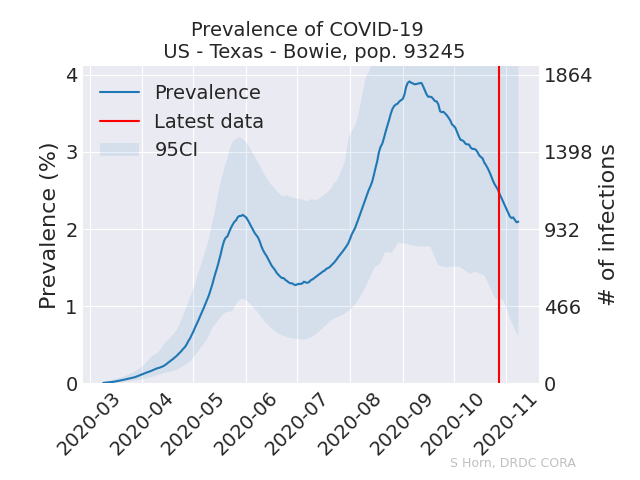 Prevalence of COVID-19
US - Texas - Bowie, pop. 93245
Prevalence
Latest data
95CI
Prevalence (%)
4
3
2
1
0
1864
1398
932
466
0
# of infections
2020-03
2020-04
2020-05
2020-06
2020-07
2020-08
2020-09
2020-10
2020-11
S Horn, DRDC CORA